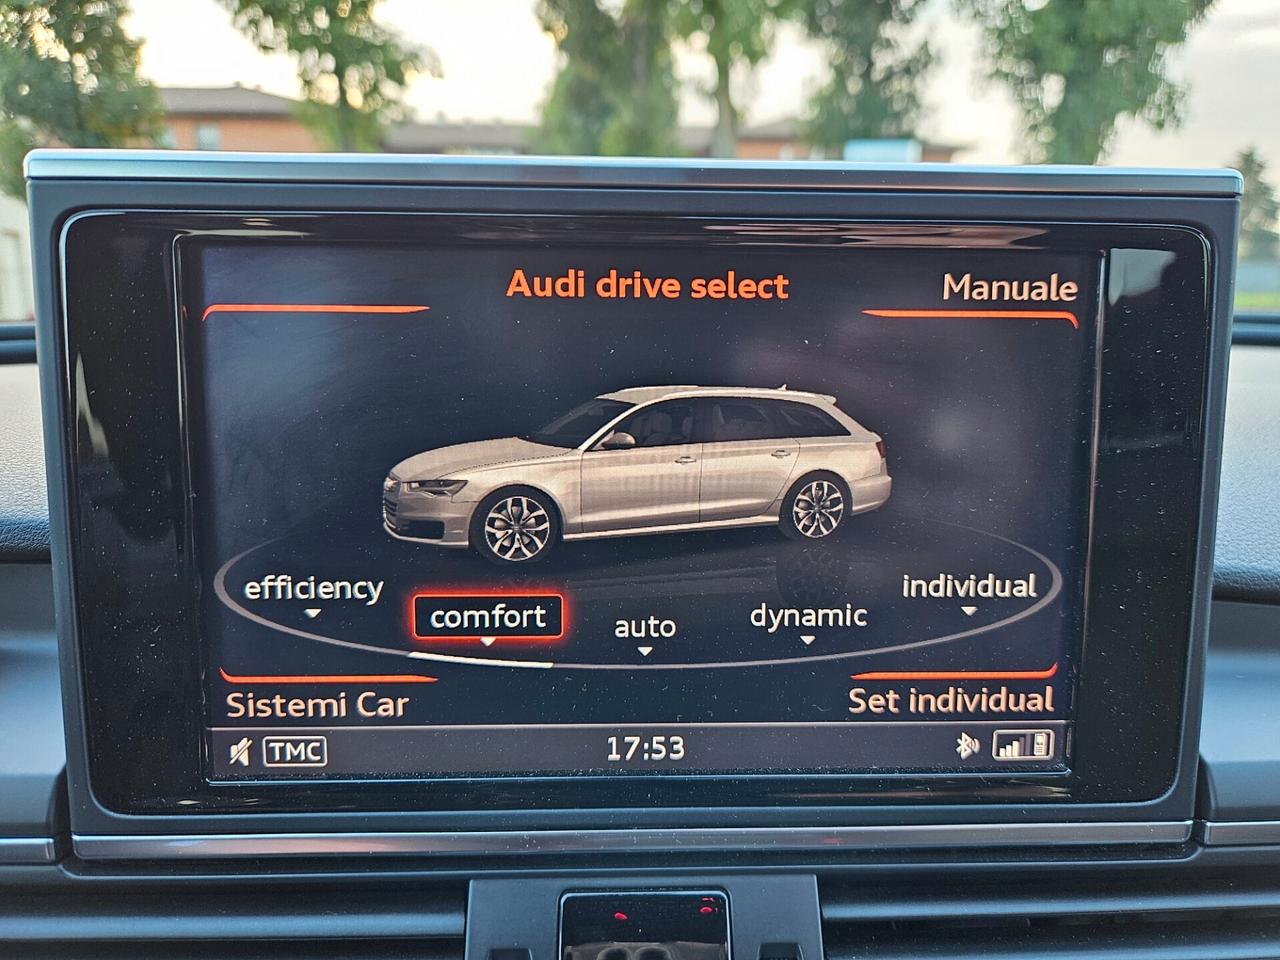 Audi drive select
Manuale
efficiency
comfort
auto
dynamic
individual
Sistemi Car
Set individual
TMC
17:53